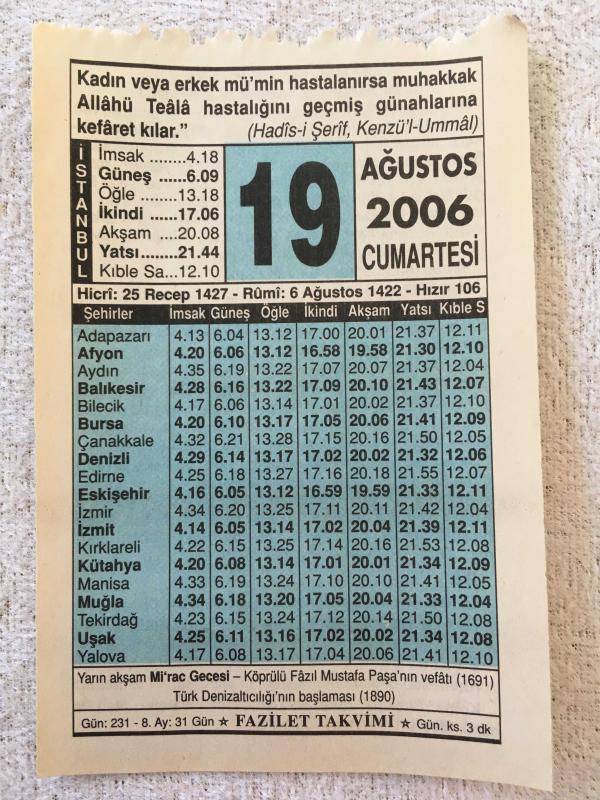 Kadın veya erkek mü'min hastalanırsa muhakkak
Allâhü Teâlâ hastalığını geçmiş günahlarına
kefâret kılar." (Hadîs-i Şerîf, Kenzü'l-Ummâl)
İSTANBUL
İmsak ........4.18
Güneş ......6.09
Öğle .......13.18
İkindi ......17.06
Akşam ...20.08
Yatsı........21.44
Kıble Sa...12.10
19
AĞUSTOS
2006
CUMARTESİ
Hicrî: 25 Recep 1427 - Rûmî: 6 Ağustos 1422 - Hızır 106
Şehirler İmsak Güneş Öğle İkindi Akşam Yatsı Kıble S
Adapazarı 4.13 6.04 13.12 17.00 20.01 21.37 12.11
Afyon 4.20 6.06 13.12 16.58 19.58 21.30 12.10
Aydın 4.35 6.19 13.22 17.07 20.07 21.37 12.04
Balıkesir 4.28 6.16 13.22 17.09 20.10 21.43 12.07
Bilecik 4.17 6.06 13.14 17.01 20.02 21.37 12.10
Bursa 4.20 6.10 13.17 17.05 20.06 21.41 12.09
Çanakkale 4.32 6.21 13.28 17.15 20.16 21.50 12.05
Denizli 4.29 6.14 13.17 17.02 20.02 21.32 12.06
Edirne 4.25 6.18 13.27 17.16 20.18 21.55 12.07
Eskişehir 4.16 6.05 13.12 16.59 19.59 21.33 12.11
İzmir 4.34 6.20 13.25 17.11 20.11 21.42 12.04
İzmit 4.14 6.05 13.14 17.02 20.04 21.39 12.11
Kırklareli 4.22 6.15 13.25 17.14 20.16 21.53 12.08
Kütahya 4.20 6.08 13.14 17.01 20.01 21.34 12.09
Manisa 4.33 6.19 13.24 17.10 20.10 21.41 12.05
Muğla 4.34 6.18 13.20 17.05 20.04 21.33 12.04
Tekirdağ 4.23 6.15 13.24 17.12 20.14 21.50 12.08
Uşak 4.25 6.11 13.16 17.02 20.02 21.34 12.08
Yalova 4.17 6.08 13.17 17.04 20.06 21.41 12.10
Yarın akşam Mi'rac Gecesi – Köprülü Fâzıl Mustafa Paşa'nın vefâtı (1691)
Türk Denizaltıcılığı'nın başlaması (1890)
Gün: 231 - 8. Ay: 31 Gün ★ FAZİLET TAKVİMİ ★ Gün. ks. 3 dk